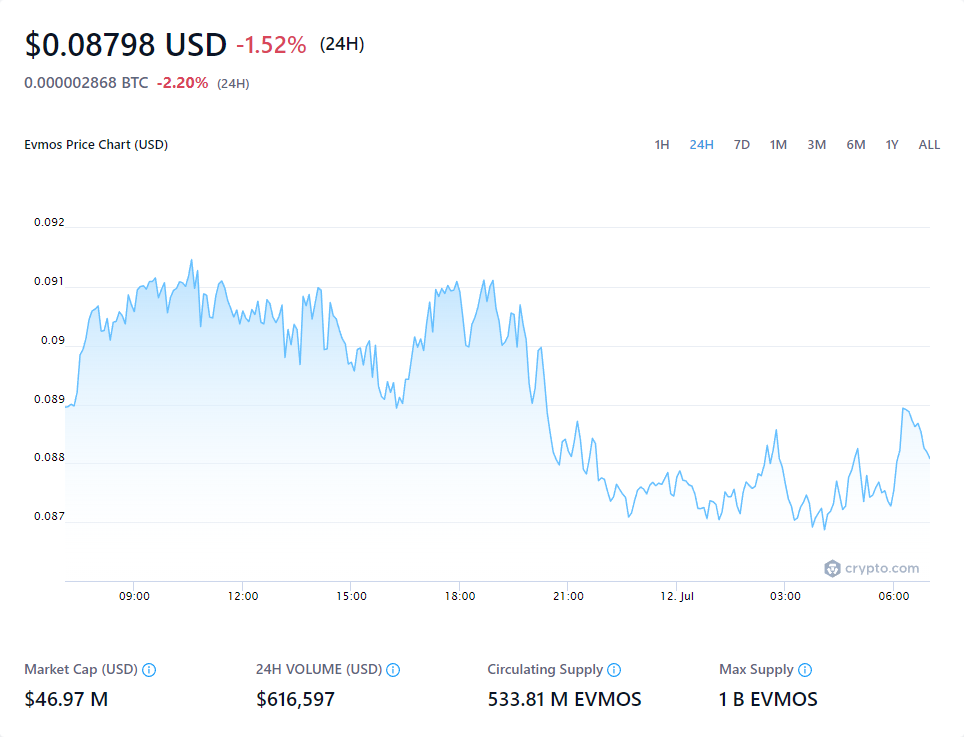 $0.08798 USD -1.52% (24H)
0.000002868 BTC -2.20% (24H)
Evmos Price Chart (USD) 1H 24H 7D 1M 3M 6M 1Y ALL
0.092
0.091
0.09
0.089
0.088
0.087
crypto.com
09:00 12:00 15:00 18:00 21:00 12. Jul 03:00 06:00
Market Cap (USD) 24H VOLUME (USD) Circulating Supply Max Supply
$46.97 M $616,597 533.81 M EVMOS 1 B EVMOS